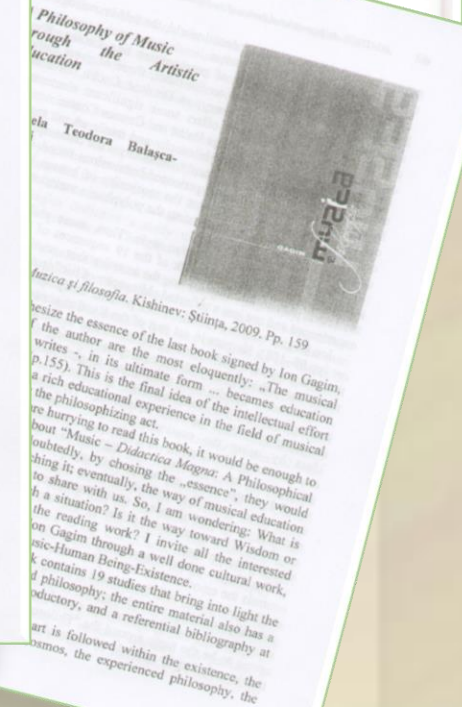 Philosophy of Music
rough the Artistic
ucation
ela Teodora Balaşca-
GAGIM
muzica
Muzica şi filosofia. Kishinev: Ştiinţa, 2009. Pp. 159
hesize the essence of the last book signed by Ion Gagim,
f the author are the most eloquently: „The musical
writes -, in its ultimate form ... becames education
p.155). This is the final idea of the intellectual effort
a rich educational experience in the field of musical
the philosophizing act.
re hurrying to read this book, it would be enough to
bout “Music – Didactica Magna: A Philosophical
doubtedly, by chosing the „essence”, they would
ching it; eventually, the way of musical education
to share with us. So, I am wondering: What is
h a situation? Is it the way toward Wisdom or
the reading work? I invite all the interested
on Gagim through a well done cultural work,
usic-Human Being-Existence.
k contains 19 studies that bring into light the
d philosophy; the entire material also has a
oductory, and a referential bibliography at
art is followed within the existence, the
osmos, the experienced philosophy, the